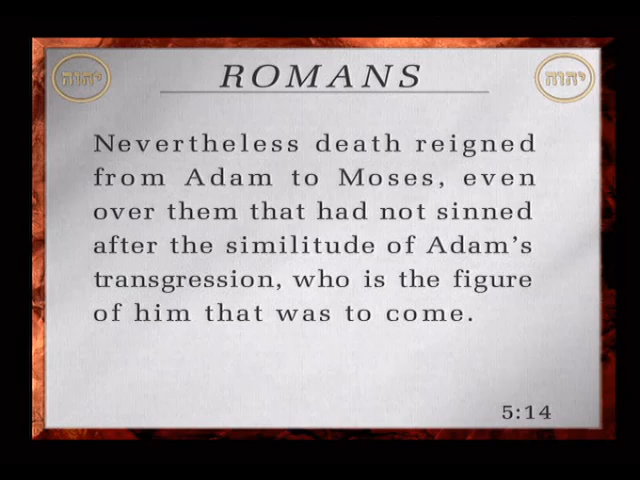 יהוה ROMANS יהוה
Nevertheless death reigned
from Adam to Moses, even
over them that had not sinned
after the similitude of Adam's
transgression, who is the figure
of him that was to come.
5:14